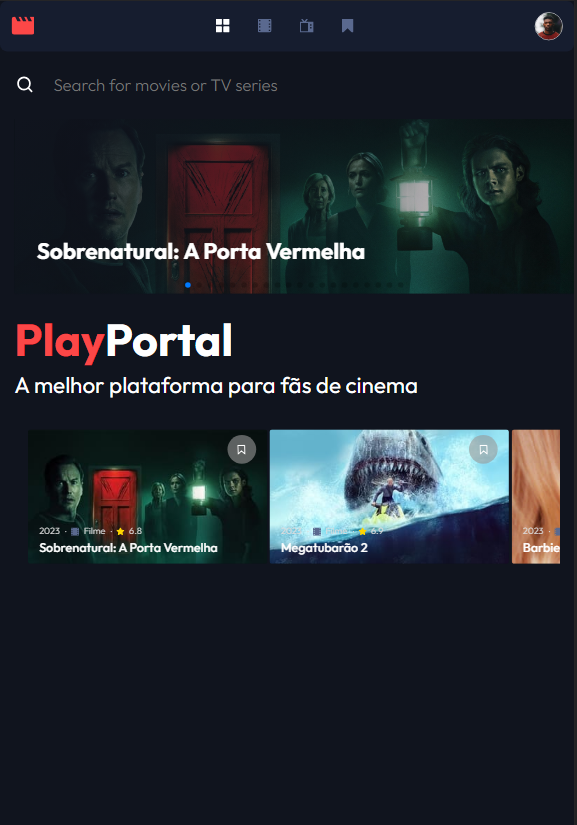 Search for movies or TV series
Sobrenatural: A Porta Vermelha
PlayPortal
A melhor plataforma para fãs de cinema
2023 · Filme · 6.8
Sobrenatural: A Porta Vermelha
2023 · Filme · 6.9
Megatubarão 2
2023 ·
Barbie